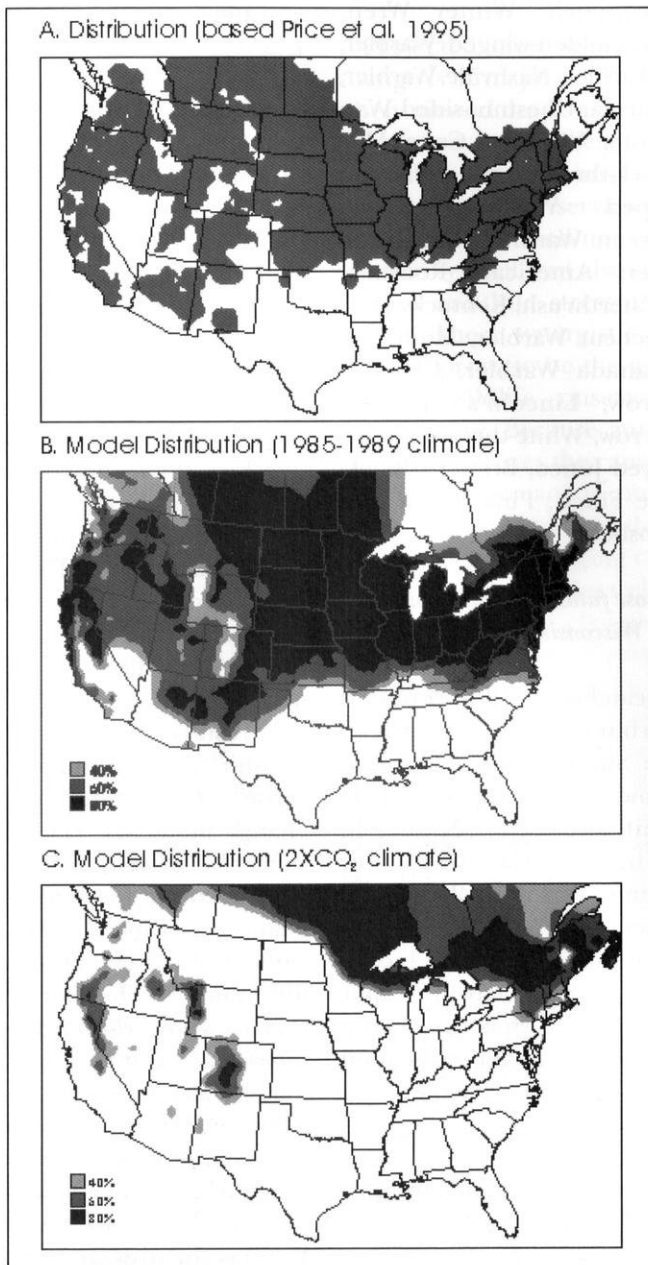 A. Distribution (based Price et al. 1995)
B. Model Distribution (1985-1989 climate)
40%
60%
80%
C. Model Distribution (2XCO₂ climate)
40%
60%
80%